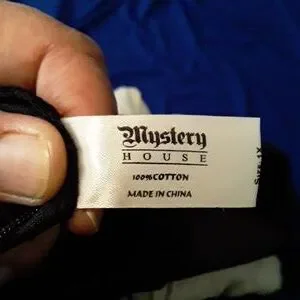 Mystery
HOUSE
100%COTTON
MADE IN CHINA
Size:1X